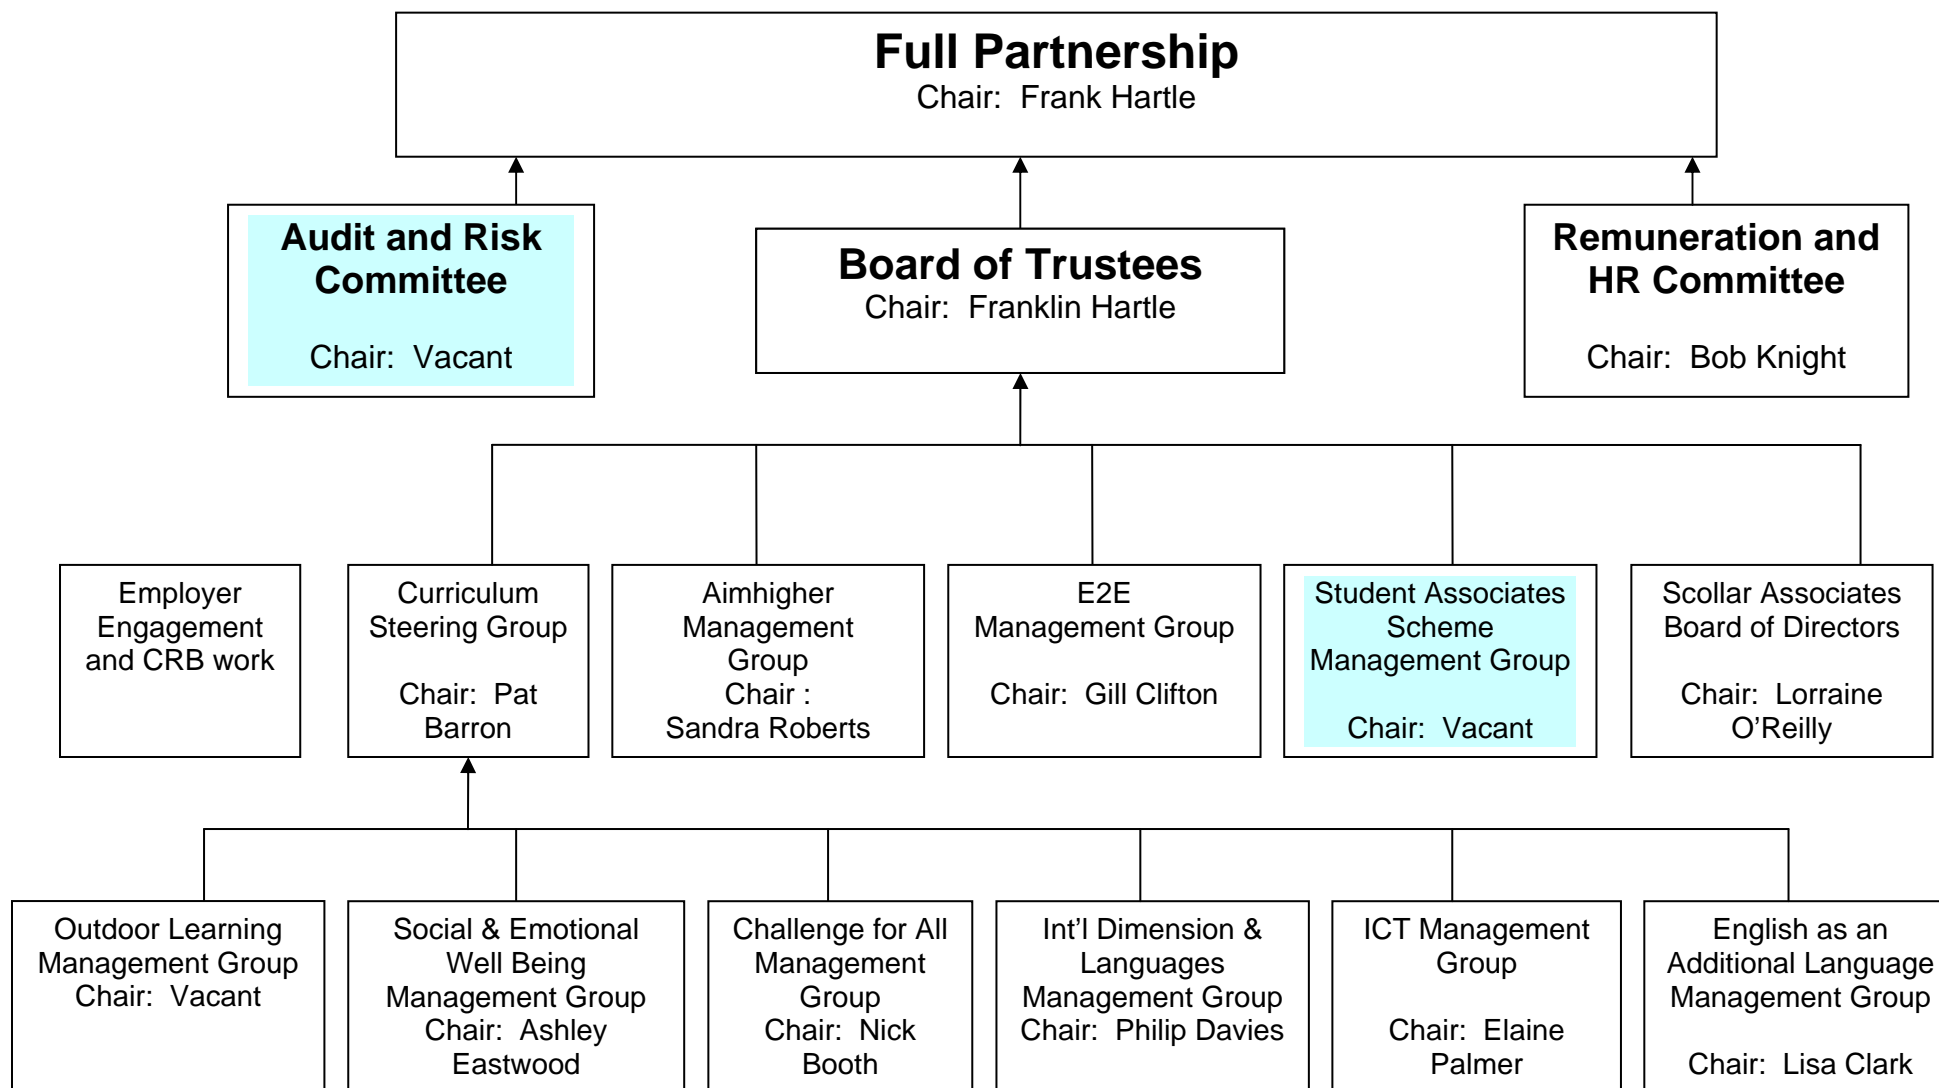 Full Partnership
Chair: Frank Hartle
Audit and Risk
Committee
Chair: Vacant
Board of Trustees
Chair: Franklin Hartle
Remuneration and
HR Committee
Chair: Bob Knight
Employer
Engagement
and CRB work
Curriculum
Steering Group
Chair: Pat
Barron
Aimhigher
Management
Group
Chair :
Sandra Roberts
E2E
Management Group
Chair: Gill Clifton
Student Associates
Scheme
Management Group
Chair: Vacant
Scollar Associates
Board of Directors
Chair: Lorraine
O’Reilly
Outdoor Learning
Management Group
Chair: Vacant
Social & Emotional
Well Being
Management Group
Chair: Ashley
Eastwood
Challenge for All
Management
Group
Chair: Nick
Booth
Int’l Dimension &
Languages
Management Group
Chair: Philip Davies
ICT Management
Group
Chair: Elaine
Palmer
English as an
Additional Language
Management Group
Chair: Lisa Clark